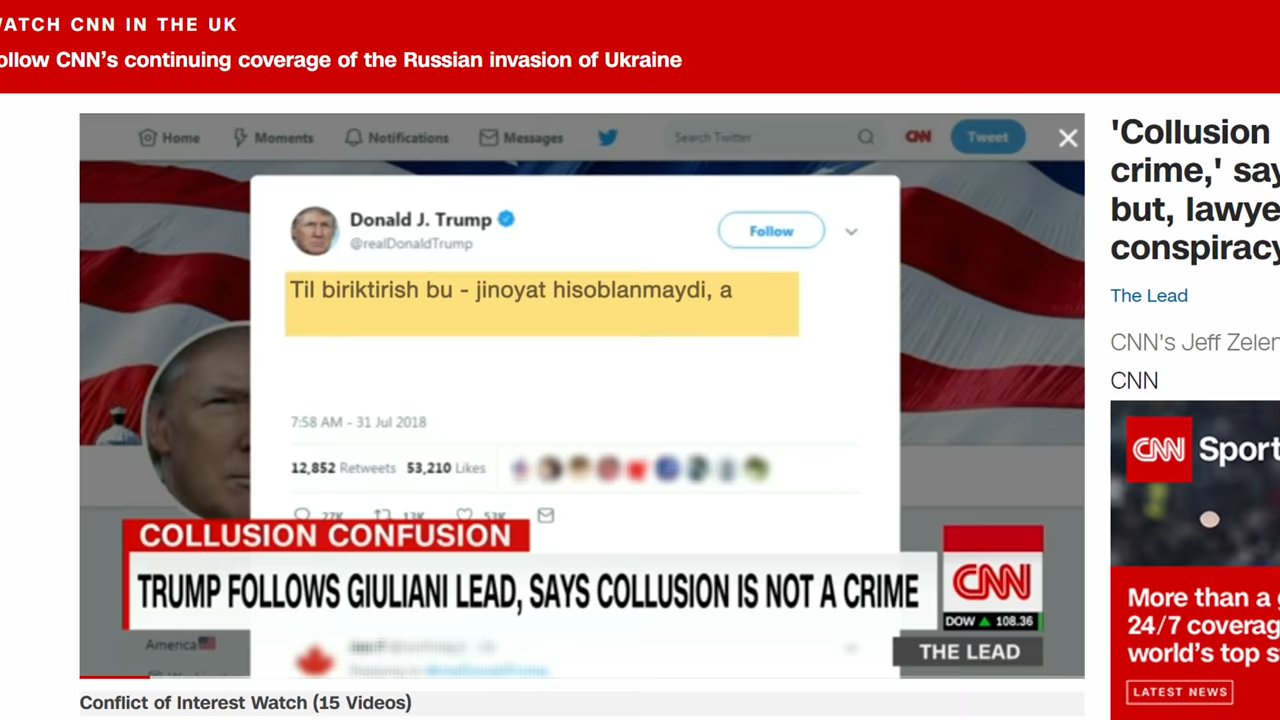 WATCH CNN IN THE UK
ollow CNN's continuing coverage of the Russian invasion of Ukraine
Home Moments Notifications Messages Search Twitter CNN Tweet
Donald J. Trump
@realDonaldTrump
Follow
Til biriktirish bu - jinoyat hisoblanmaydi, a
7:58 AM - 31 Jul 2018
12,852 Retweets 53,210 Likes
27K 13K 53K
COLLUSION CONFUSION
TRUMP FOLLOWS GIULIANI LEAD, SAYS COLLUSION IS NOT A CRIME
CNN
DOW 108.36
THE LEAD
America
Conflict of Interest Watch (15 Videos)
'Collusion
crime,' say
but, lawye
conspiracy
The Lead
CNN's Jeff Zelen
CNN
CNN Sport
More than a g
24/7 coverag
world's top s
LATEST NEWS